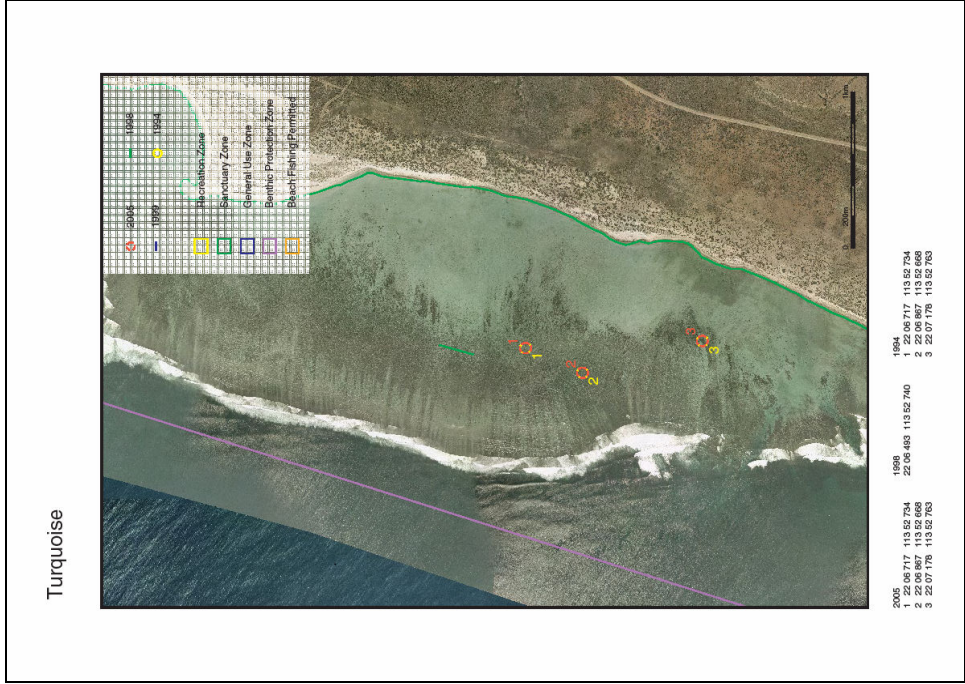 Turquoise
2005
1998
1999
1994
Recreation Zone
Sanctuary Zone
General Use Zone
Benthic Protection Zone
Beach Fishing Permitted
1
1
2
2
3
3
0 200m 1km
2005
1 22 06 717 113 52 734
2 22 06 867 113 52 668
3 22 07 178 113 52 763
1998
22 06 493 113 52 740
1994
1 22 06 717 113 52 734
2 22 06 867 113 52 668
3 22 07 178 113 52 763